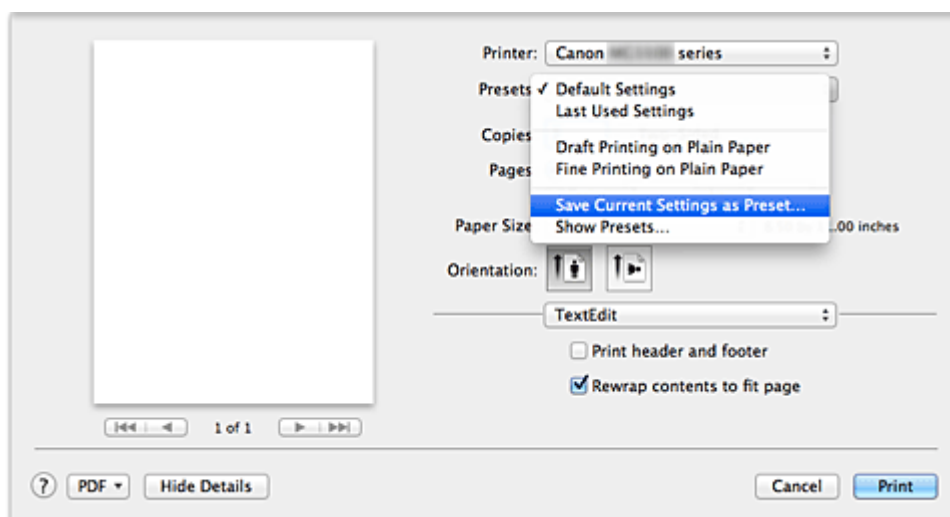 Printer: Canon series
Presets ✓ Default Settings
Last Used Settings
Copies
Draft Printing on Plain Paper
Pages Fine Printing on Plain Paper
Save Current Settings as Preset...
Paper Size Show Presets... .00 inches
Orientation:
TextEdit
Print header and footer
Rewrap contents to fit page
1 of 1
? PDF Hide Details Cancel Print